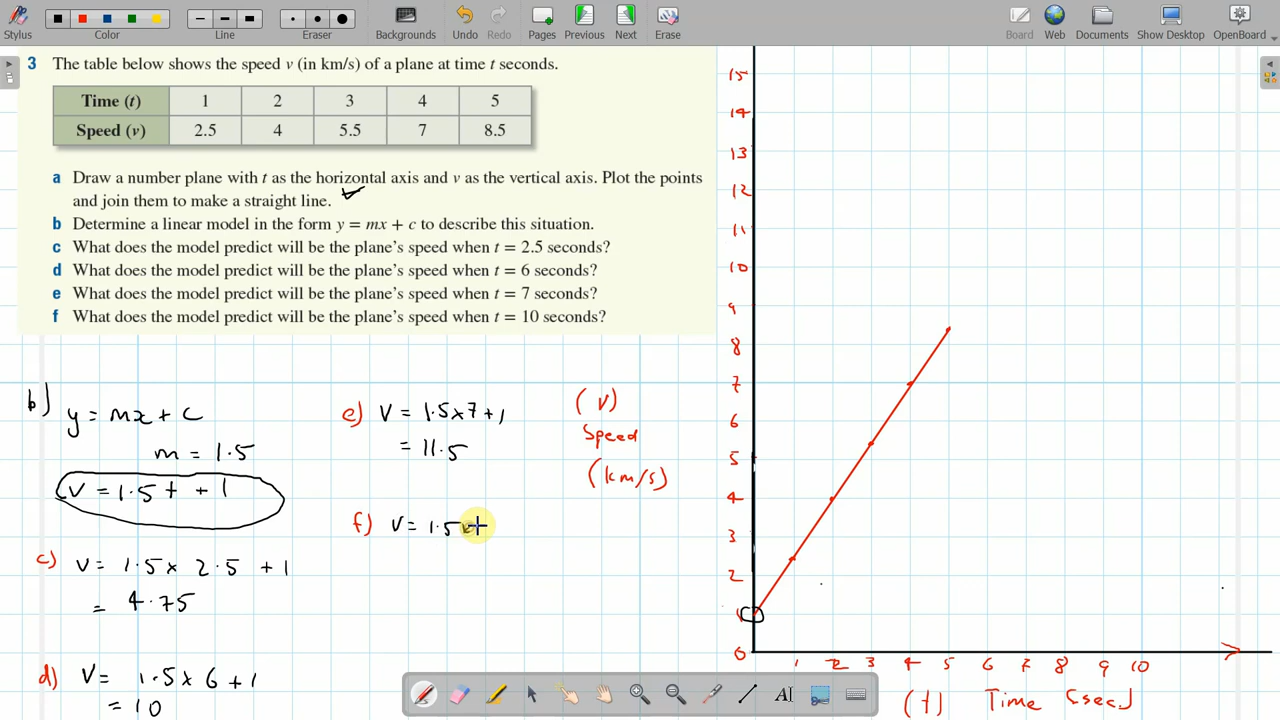 Stylus Color Line Eraser Backgrounds Undo Redo Pages Previous Next Erase Board Web Documents Show Desktop OpenBoard
3 The table below shows the speed v (in km/s) of a plane at time t seconds.
Time (t) 1 2 3 4 5
Speed (v) 2.5 4 5.5 7 8.5
a Draw a number plane with t as the horizontal axis and v as the vertical axis. Plot the points
and join them to make a straight line.
b Determine a linear model in the form y = mx + c to describe this situation.
c What does the model predict will be the plane's speed when t = 2.5 seconds?
d What does the model predict will be the plane's speed when t = 6 seconds?
e What does the model predict will be the plane's speed when t = 7 seconds?
f What does the model predict will be the plane's speed when t = 10 seconds?
b) y = mx + c
m = 1.5
v = 1.5t + 1
c) v = 1.5 × 2.5 + 1
= 4.75
d) v = 1.5 × 6 + 1
= 10
e) v = 1.5 × 7 + 1
= 11.5
f) v = 1.5
(v)
Speed
(km/s)
15
14
13
12
11
10
9
8
7
6
5
4
3
2
1
0
1 2 3 4 5 6 7 8 9 10
(t) Time (sec)
AI